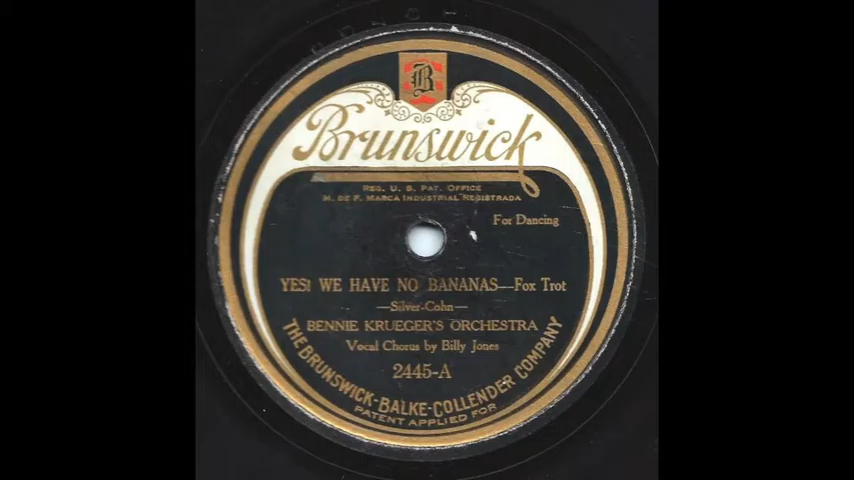 B
Brunswick
REG. U. S. PAT. OFFICE
M. DE F. MARCA INDUSTRIAL REGISTRADA
For Dancing
YES! WE HAVE NO BANANAS—Fox Trot
—Silver-Cohn—
BENNIE KRUEGER'S ORCHESTRA
Vocal Chorus by Billy Jones
2445-A
THE BRUNSWICK-BALKE-COLLENDER COMPANY
PATENT APPLIED FOR